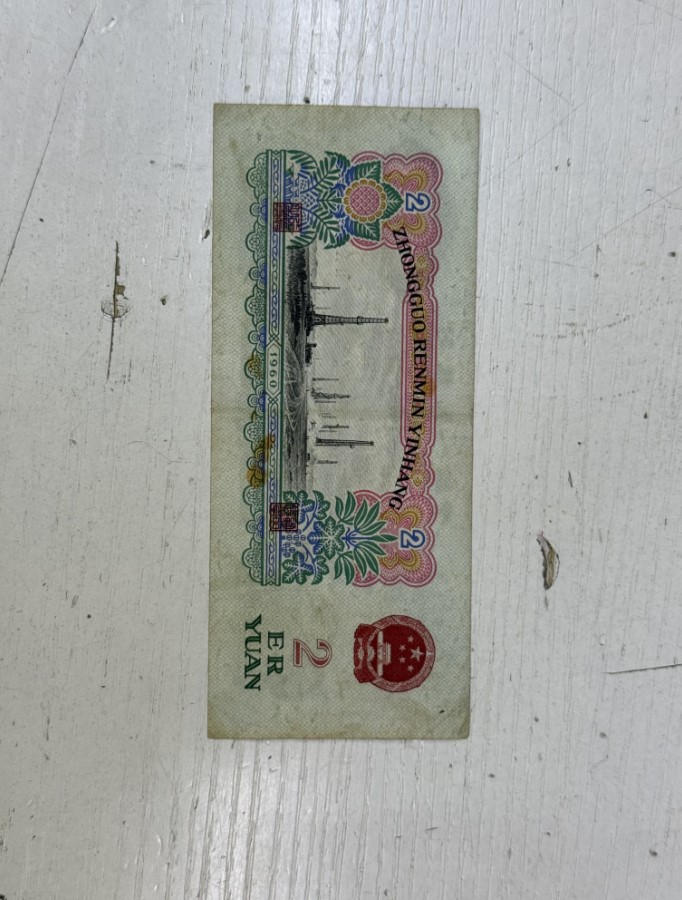 ZHONGGUO RENMIN YINHANG
2
2
1960
2
ER
YUAN